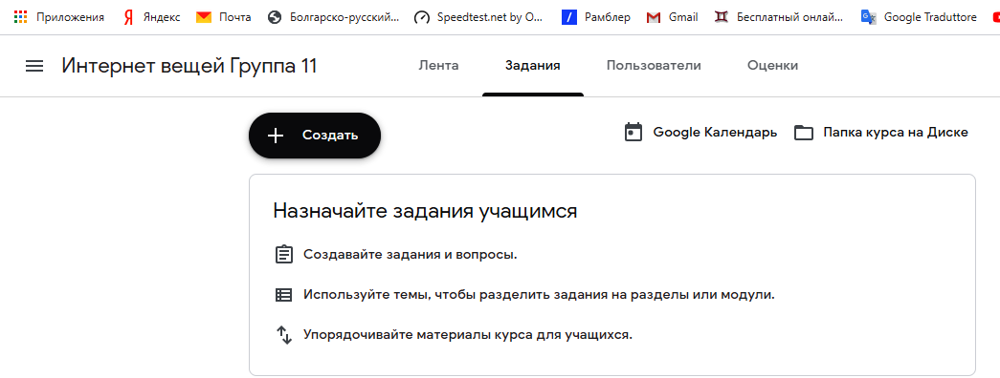 Приложения Яндекс Почта Болгарско-русский... Speedtest.net by O... Рамблер Gmail Бесплатный онлай... Google Traduttore
Интернет вещей Группа 11 Лента Задания Пользователи Оценки
Создать Google Календарь Папка курса на Диске
Назначайте задания учащимся
Создавайте задания и вопросы.
Используйте темы, чтобы разделить задания на разделы или модули.
Упорядочивайте материалы курса для учащихся.